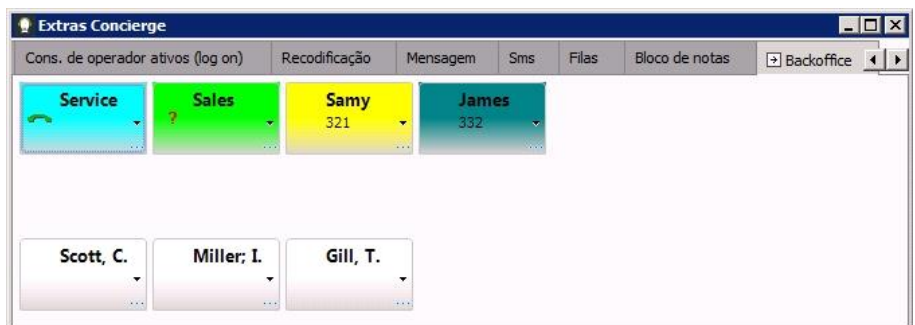 Extras Concierge
Cons. de operador ativos (log on) Recodificação Mensagem Sms Filas Bloco de notas Backoffice
Service Sales Samy James
? 321 332
... ... ... ...
Scott, C. Miller; I. Gill, T.
... ... ...